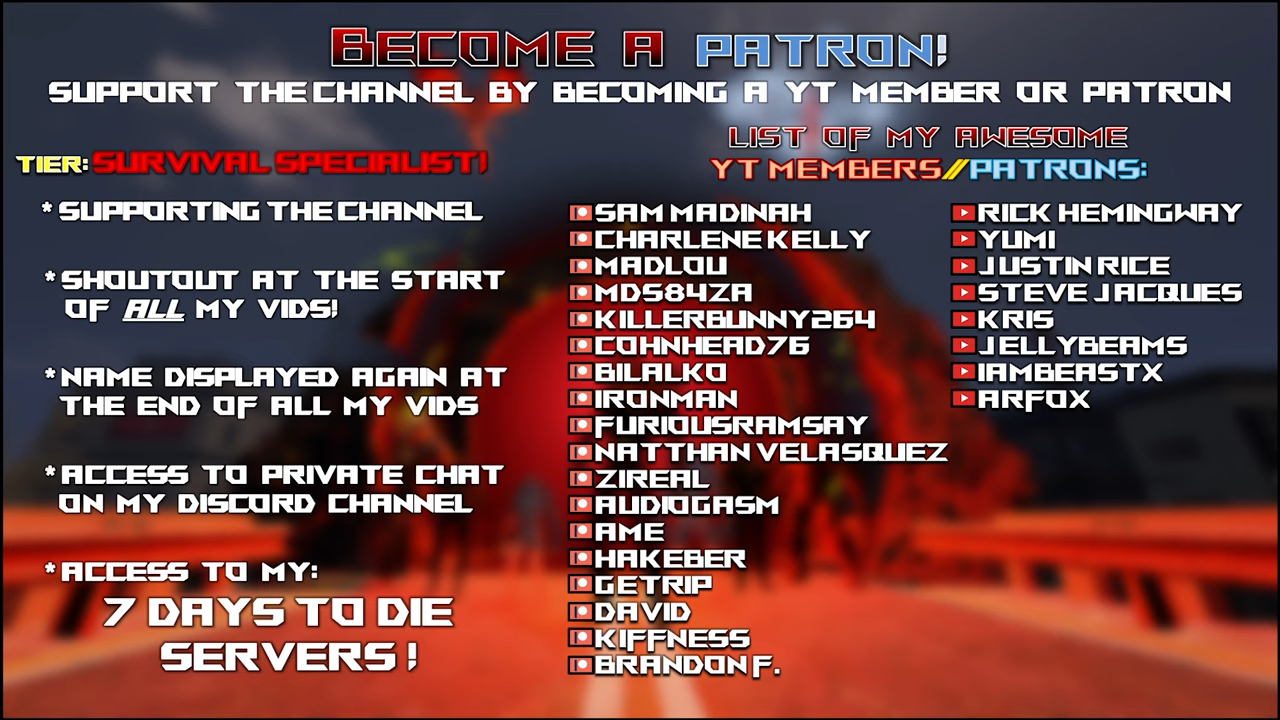 BECOME A PATRON!
SUPPORT THE CHANNEL BY BECOMING A YT MEMBER OR PATRON
TIER: SURVIVAL SPECIALIST!
* SUPPORTING THE CHANNEL
* SHOUTOUT AT THE START
OF ALL MY VIDS!
* NAME DISPLAYED AGAIN AT
THE END OF ALL MY VIDS
* ACCESS TO PRIVATE CHAT
ON MY DISCORD CHANNEL
* ACCESS TO MY:
7 DAYS TO DIE
SERVERS!
LIST OF MY AWESOME
YT MEMBERS//PATRONS:
SAM MADINAH
CHARLENE KELLY
MADLOU
MDS84ZA
KILLERBUNNY264
COHNHEAD76
BILALKO
IRONMAN
FURIOUSRAMSAY
NATTHAN VELASQUEZ
ZIREAL
AUDIOGASM
AME
HAKEBER
GETRIP
DAVID
KIFFNESS
BRANDON F.
RICK HEMINGWAY
YUMI
JUSTIN RICE
STEVE JACQUES
KRIS
JELLYBEAMS
IAMBEASTX
ARFOX